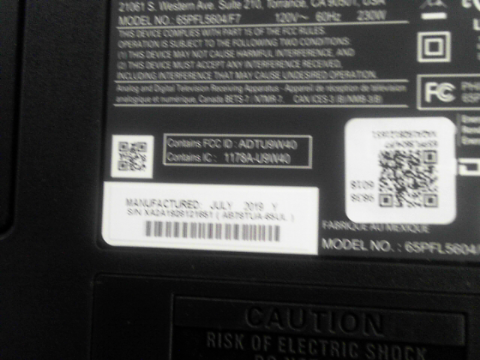 21061 S. Western Ave. Suite 210, Torrance, CA 90501, USA
MODEL NO.: 65PFL5604/F7 120V~ 60Hz 230W
THIS DEVICE COMPLIES WITH PART 15 OF THE FCC RULES.
OPERATION IS SUBJECT TO THE FOLLOWING TWO CONDITIONS:
(1) THIS DEVICE MAY NOT CAUSE HARMFUL INTERFERENCE, AND
(2) THIS DEVICE MUST ACCEPT ANY INTERFERENCE RECEIVED,
INCLUDING INTERFERENCE THAT MAY CAUSE UNDESIRED OPERATION.
Analog and Digital Television Receiving Apparatus - Appareil de réception de télévision
analogique et numérique, Canada BETS-7 / NTMR-7. CAN ICES-3 (B)/NMB-3(B)
FC
Contains FCC ID : ADTU9W40
Contains IC : 1178A-U9W40
MANUFACTURED: JULY 2019 Y
FABRIQUÉ AU MEXIQUE
MODEL NO. : 65PFL5604/
CAUTION
RISK OF ELECTRIC SHOCK